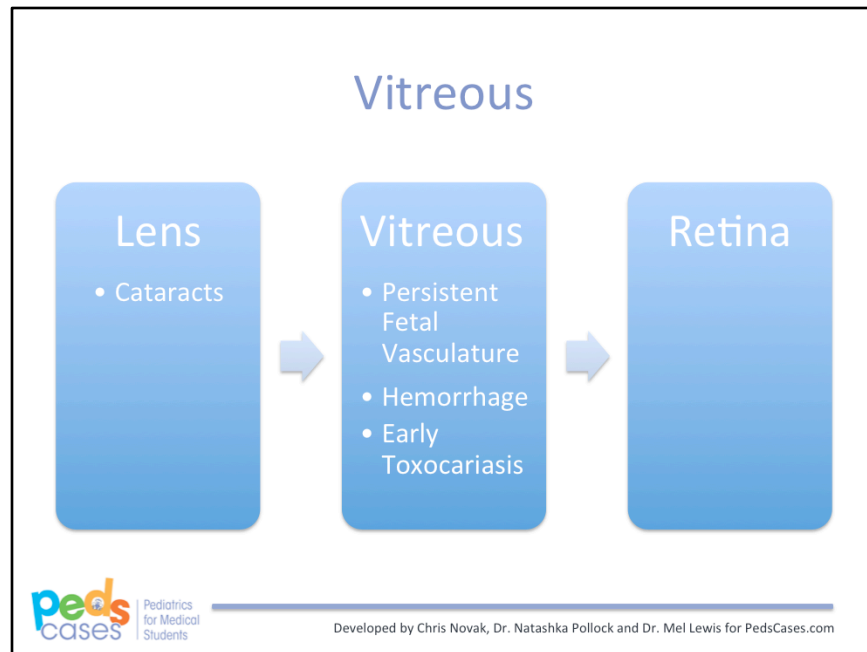 Vitreous
Lens
• Cataracts
Vitreous
• Persistent
Fetal
Vasculature
• Hemorrhage
• Early
Toxocariasis
Retina
peds
cases
Pediatrics
for Medical
Students
Developed by Chris Novak, Dr. Natashka Pollock and Dr. Mel Lewis for PedsCases.com